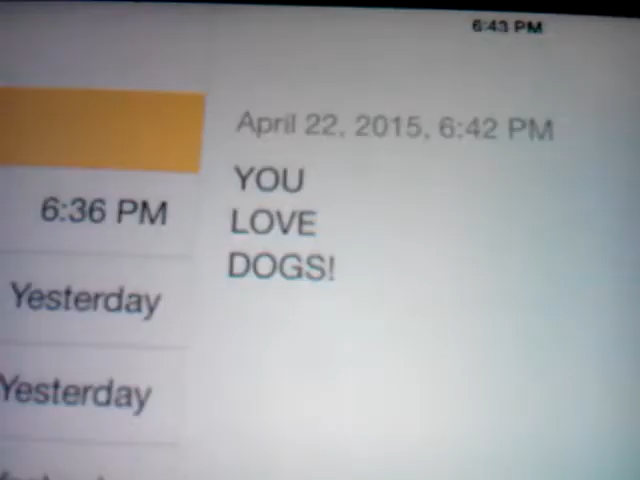 6:43 PM
April 22, 2015, 6:42 PM
YOU
LOVE
DOGS!
6:36 PM
Yesterday
Yesterday